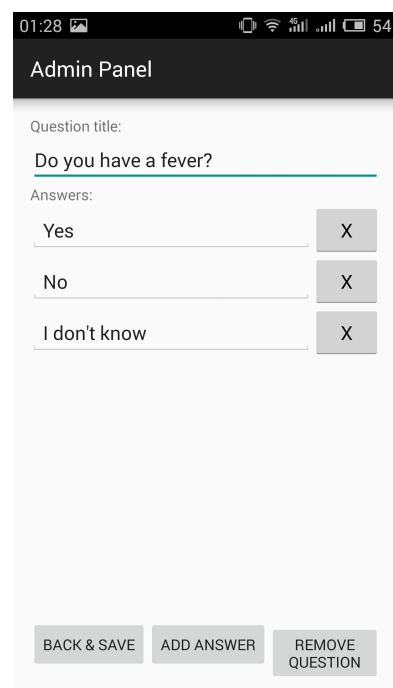 01:28 4G 54
Admin Panel
Question title:
Do you have a fever?
Answers:
Yes X
No X
I don't know X
BACK & SAVE ADD ANSWER REMOVE
QUESTION